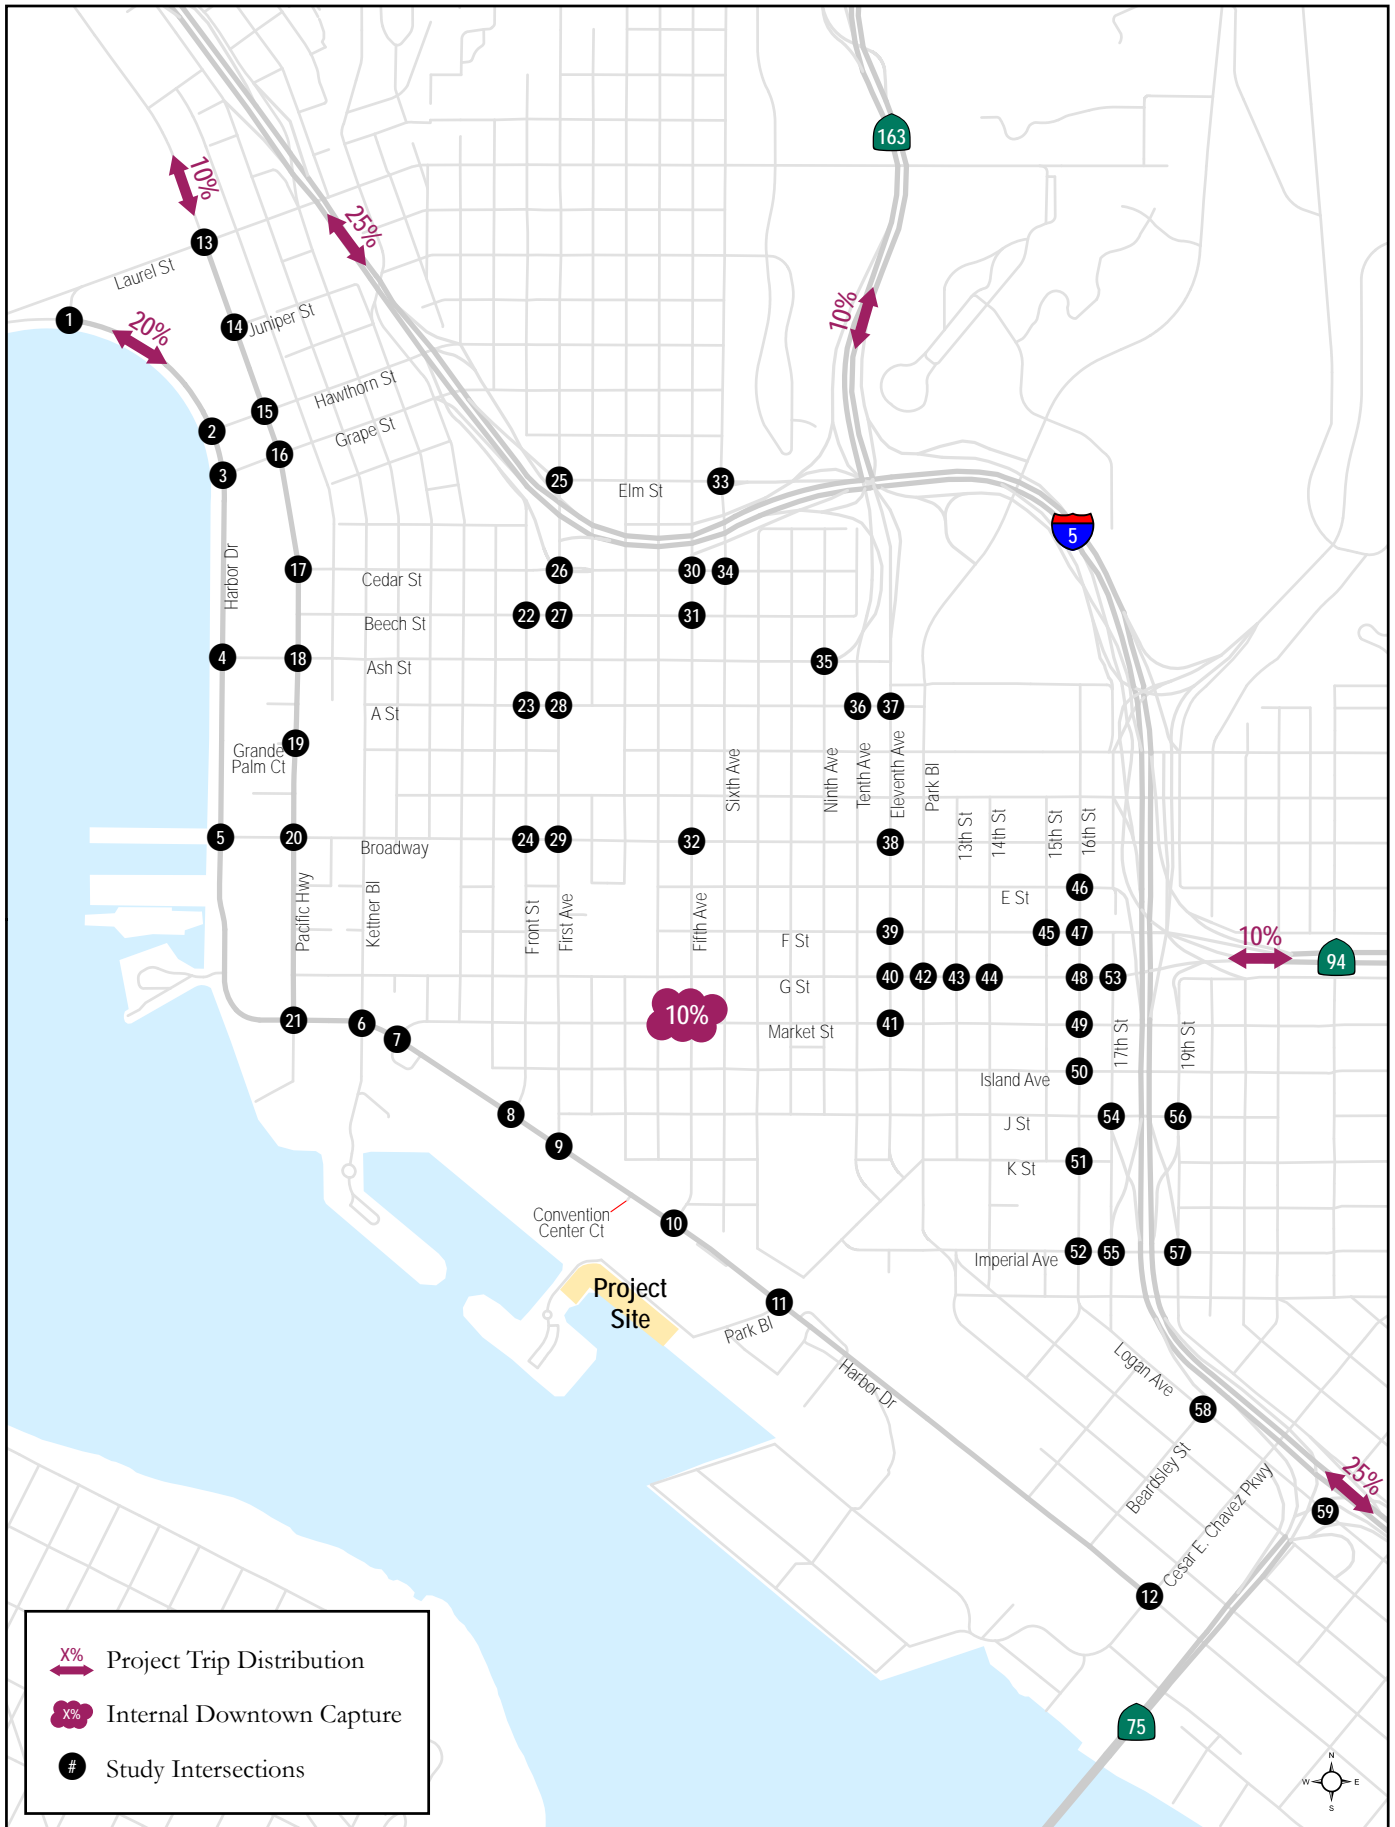 163
10%
25%
13
Laurel St
10%
1
20%
14
Juniper St
Hawthorn St
15
2
Grape St
16
3
25
Elm St
33
5
Harbor Dr
17
Cedar St
26
30
34
Beech St
22
27
31
4
18
Ash St
35
A St
23
28
36
37
19
Grande
Palm Ct
Sixth Ave
Ninth Ave
Tenth Ave
Eleventh Ave
Park Bl
13th St
14th St
15th St
16th St
5
20
Broadway
24
29
32
38
46
E St
Pacific Hwy
Kettner Bl
Front St
First Ave
Fifth Ave
F St
39
45
47
10%
94
G St
40
42
43
44
48
53
10%
21
6
7
Market St
41
49
17th St
19th St
Island Ave
50
8
J St
54
56
9
K St
51
Convention
Center Ct
10
Imperial Ave
52
55
57
Project
Site
11
Park Bl
Harbor Dr
Logan Ave
58
Beardsley St
Cesar E. Chavez Pkwy
25%
59
12
75
X%
Project Trip Distribution
X%
Internal Downtown Capture
#
Study Intersections
N
W
E
S